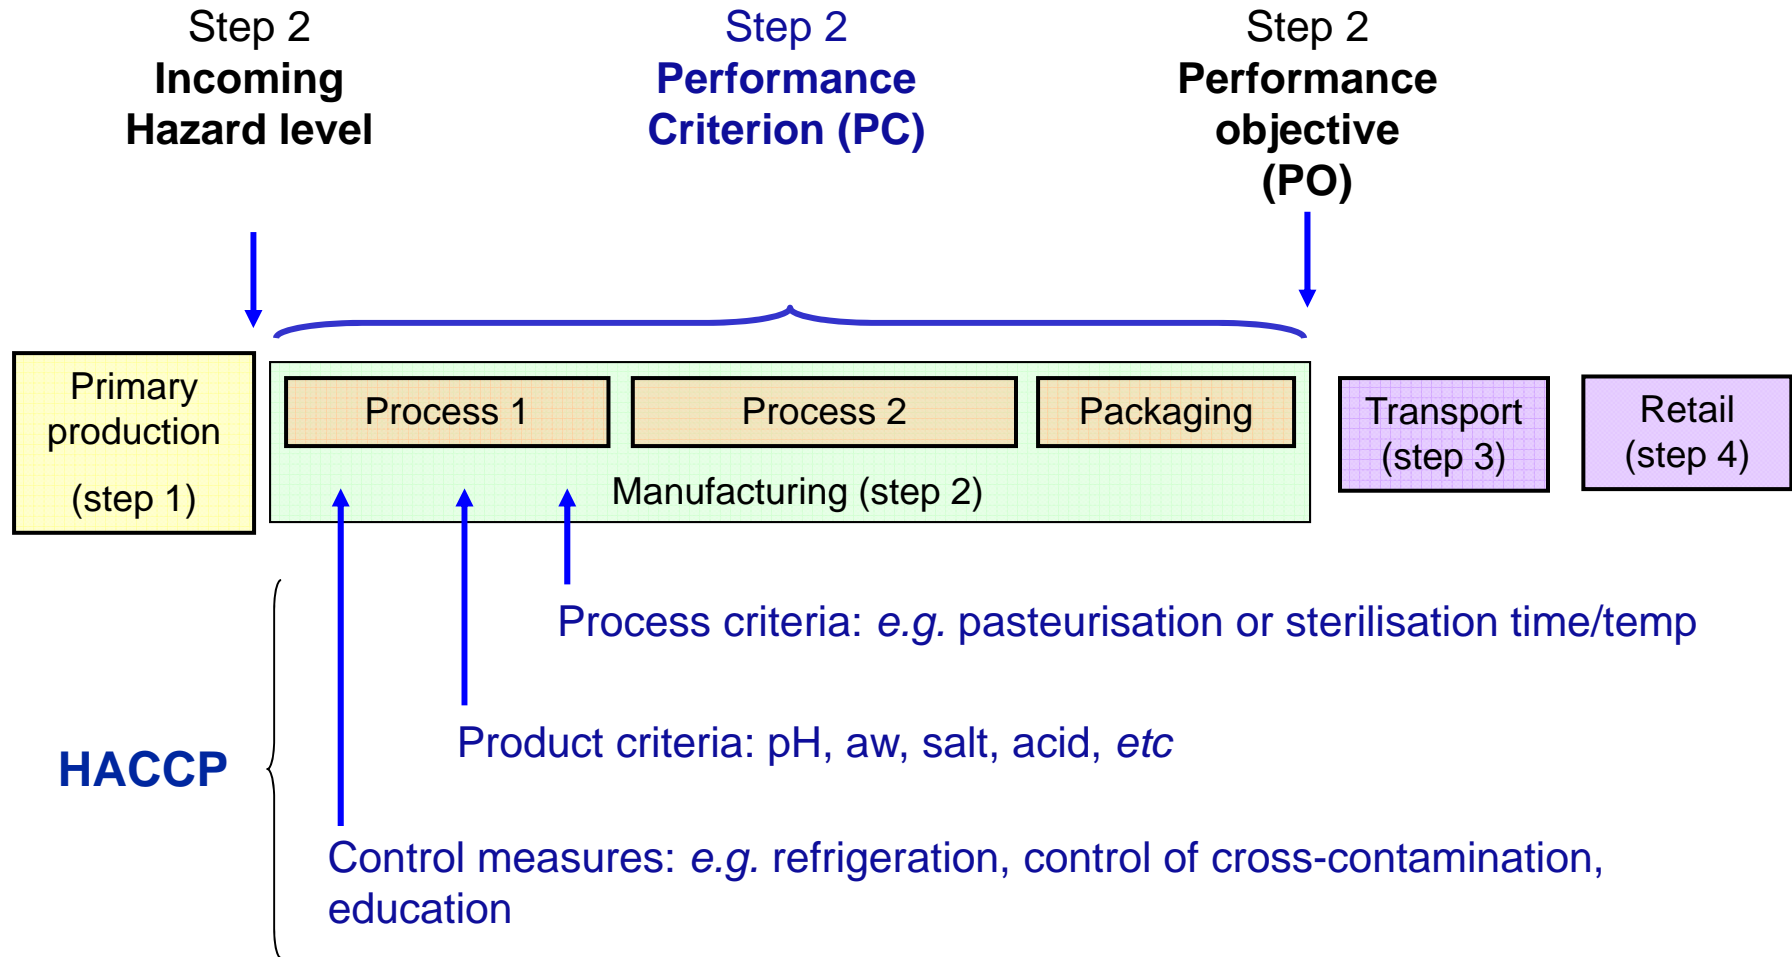 Step 2
Incoming
Hazard level
Step 2
Performance
Criterion (PC)
Step 2
Performance
objective
(PO)
Primary
production
(step 1)
Process 1
Process 2
Packaging
Manufacturing (step 2)
Transport
(step 3)
Retail
(step 4)
Process criteria: e.g. pasteurisation or sterilisation time/temp
Product criteria: pH, aw, salt, acid, etc
HACCP
Control measures: e.g. refrigeration, control of cross-contamination,
education